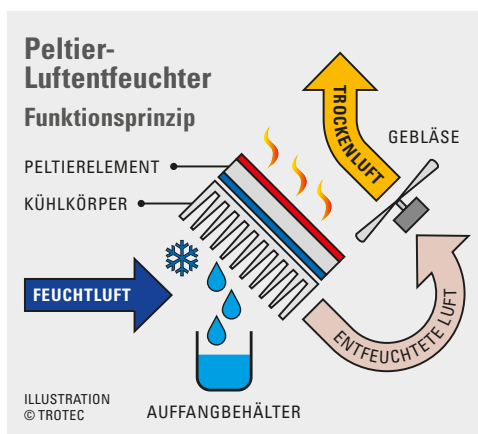 Peltier-
Luftentfeuchter
Funktionsprinzip
PELTIERELEMENT
KÜHLKÖRPER
TROCKENLUFT
GEBLÄSE
FEUCHTLUFT
ENTFEUCHTETE LUFT
ILLUSTRATION
© TROTEC
AUFFANGBEHÄLTER